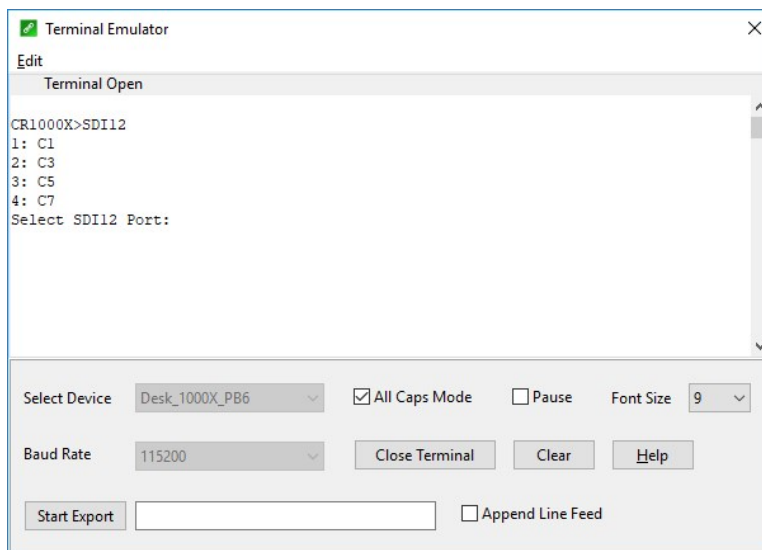 Terminal Emulator
Edit
Terminal Open
CR1000X>SDI12
1: C1
2: C3
3: C5
4: C7
Select SDI12 Port:
Select Device Desk_1000X_PB6 All Caps Mode Pause Font Size 9
Baud Rate 115200 Close Terminal Clear Help
Start Export Append Line Feed